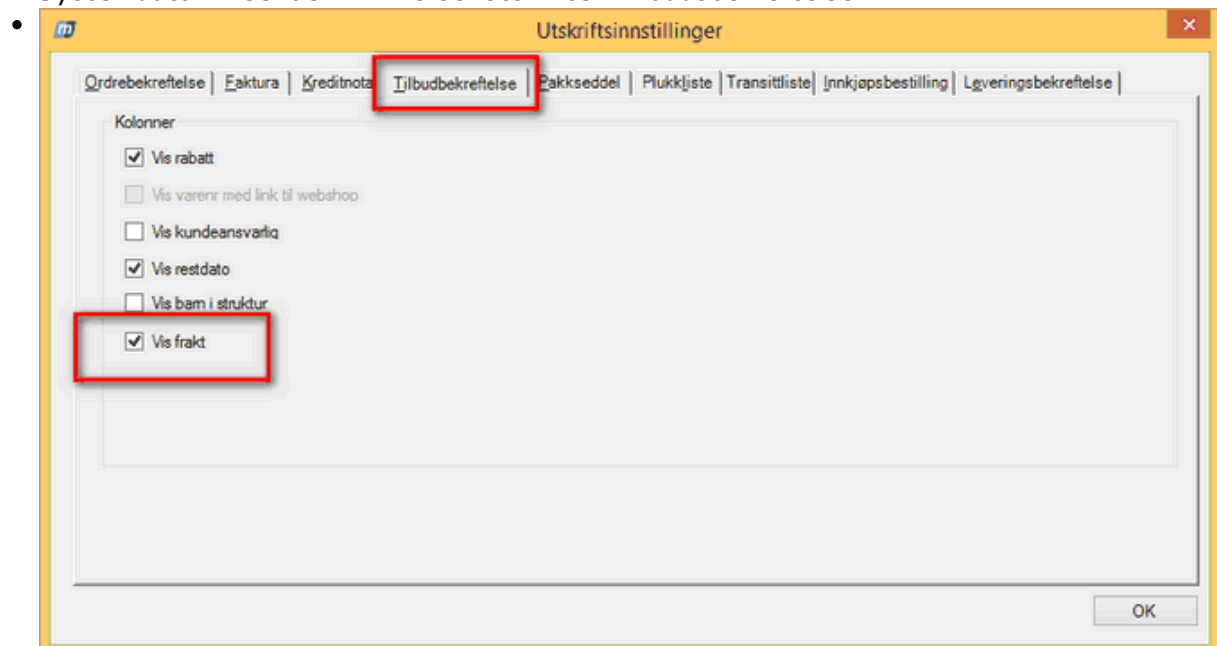 Utskriftsinnstillinger
Ordrebekreftelse Faktura Kreditnota Tilbudbekreftelse Pakkseddel Plukkliste Transittliste Innkjøpsbestilling Leveringsbekreftelse
Kolonner
Vis rabatt
Vis varenr med link til webshop
Vis kundeansvarlig
Vis restdato
Vis barn i struktur
Vis frakt
OK